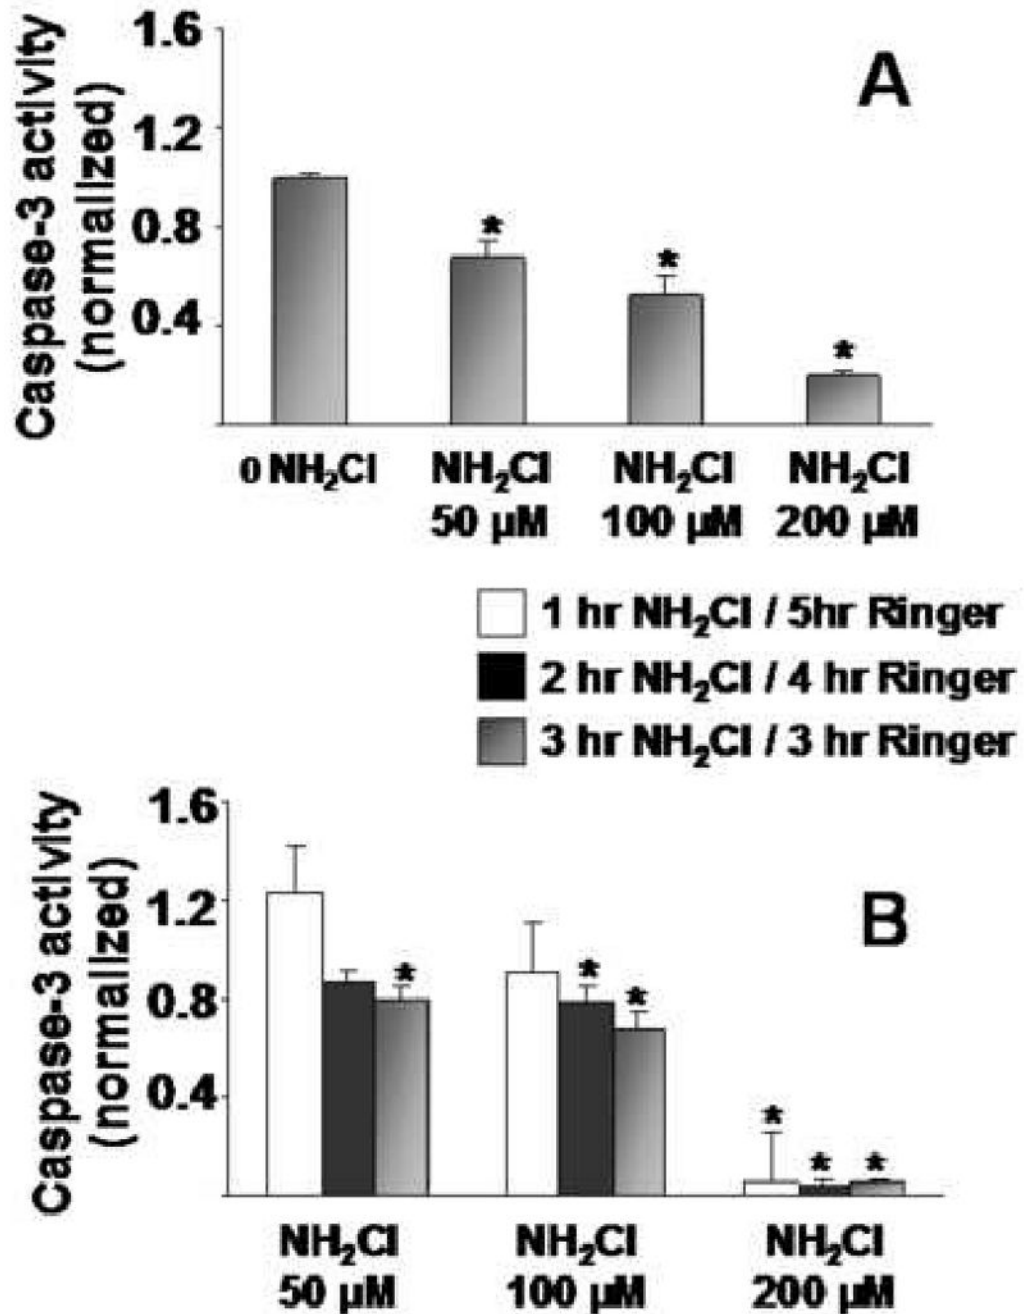 Caspase-3 activity
(normalized)
1.6
1.2
0.8
0.4
A
*
*
*
0 NH₂Cl
NH₂Cl
50 µM
NH₂Cl
100 µM
NH₂Cl
200 µM
1 hr NH₂Cl / 5hr Ringer
2 hr NH₂Cl / 4 hr Ringer
3 hr NH₂Cl / 3 hr Ringer
Caspase-3 activity
(normalized)
1.6
1.2
0.8
0.4
B
*
*
*
*
*
*
NH₂Cl
50 µM
NH₂Cl
100 µM
NH₂Cl
200 µM